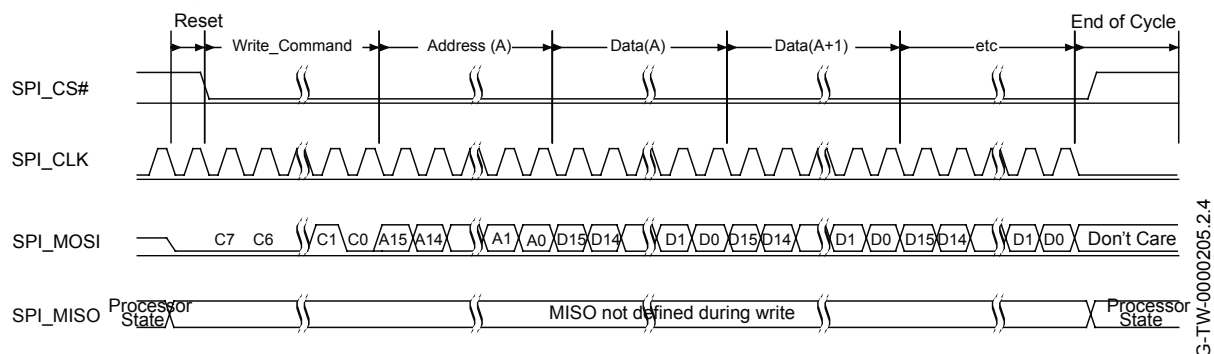 Reset
End of Cycle
Write_Command
Address (A)
Data(A)
Data(A+1)
etc
SPI_CS#
SPI_CLK
SPI_MOSI
C7 C6 C1 C0 A15 A14 A1 A0 D15 D14 D1 D0 D15 D14 D1 D0 D15 D14 D1 D0 Don't Care
SPI_MISO
Processor
State
MISO not defined during write
Processor
State
G-TW-0000205.2.4